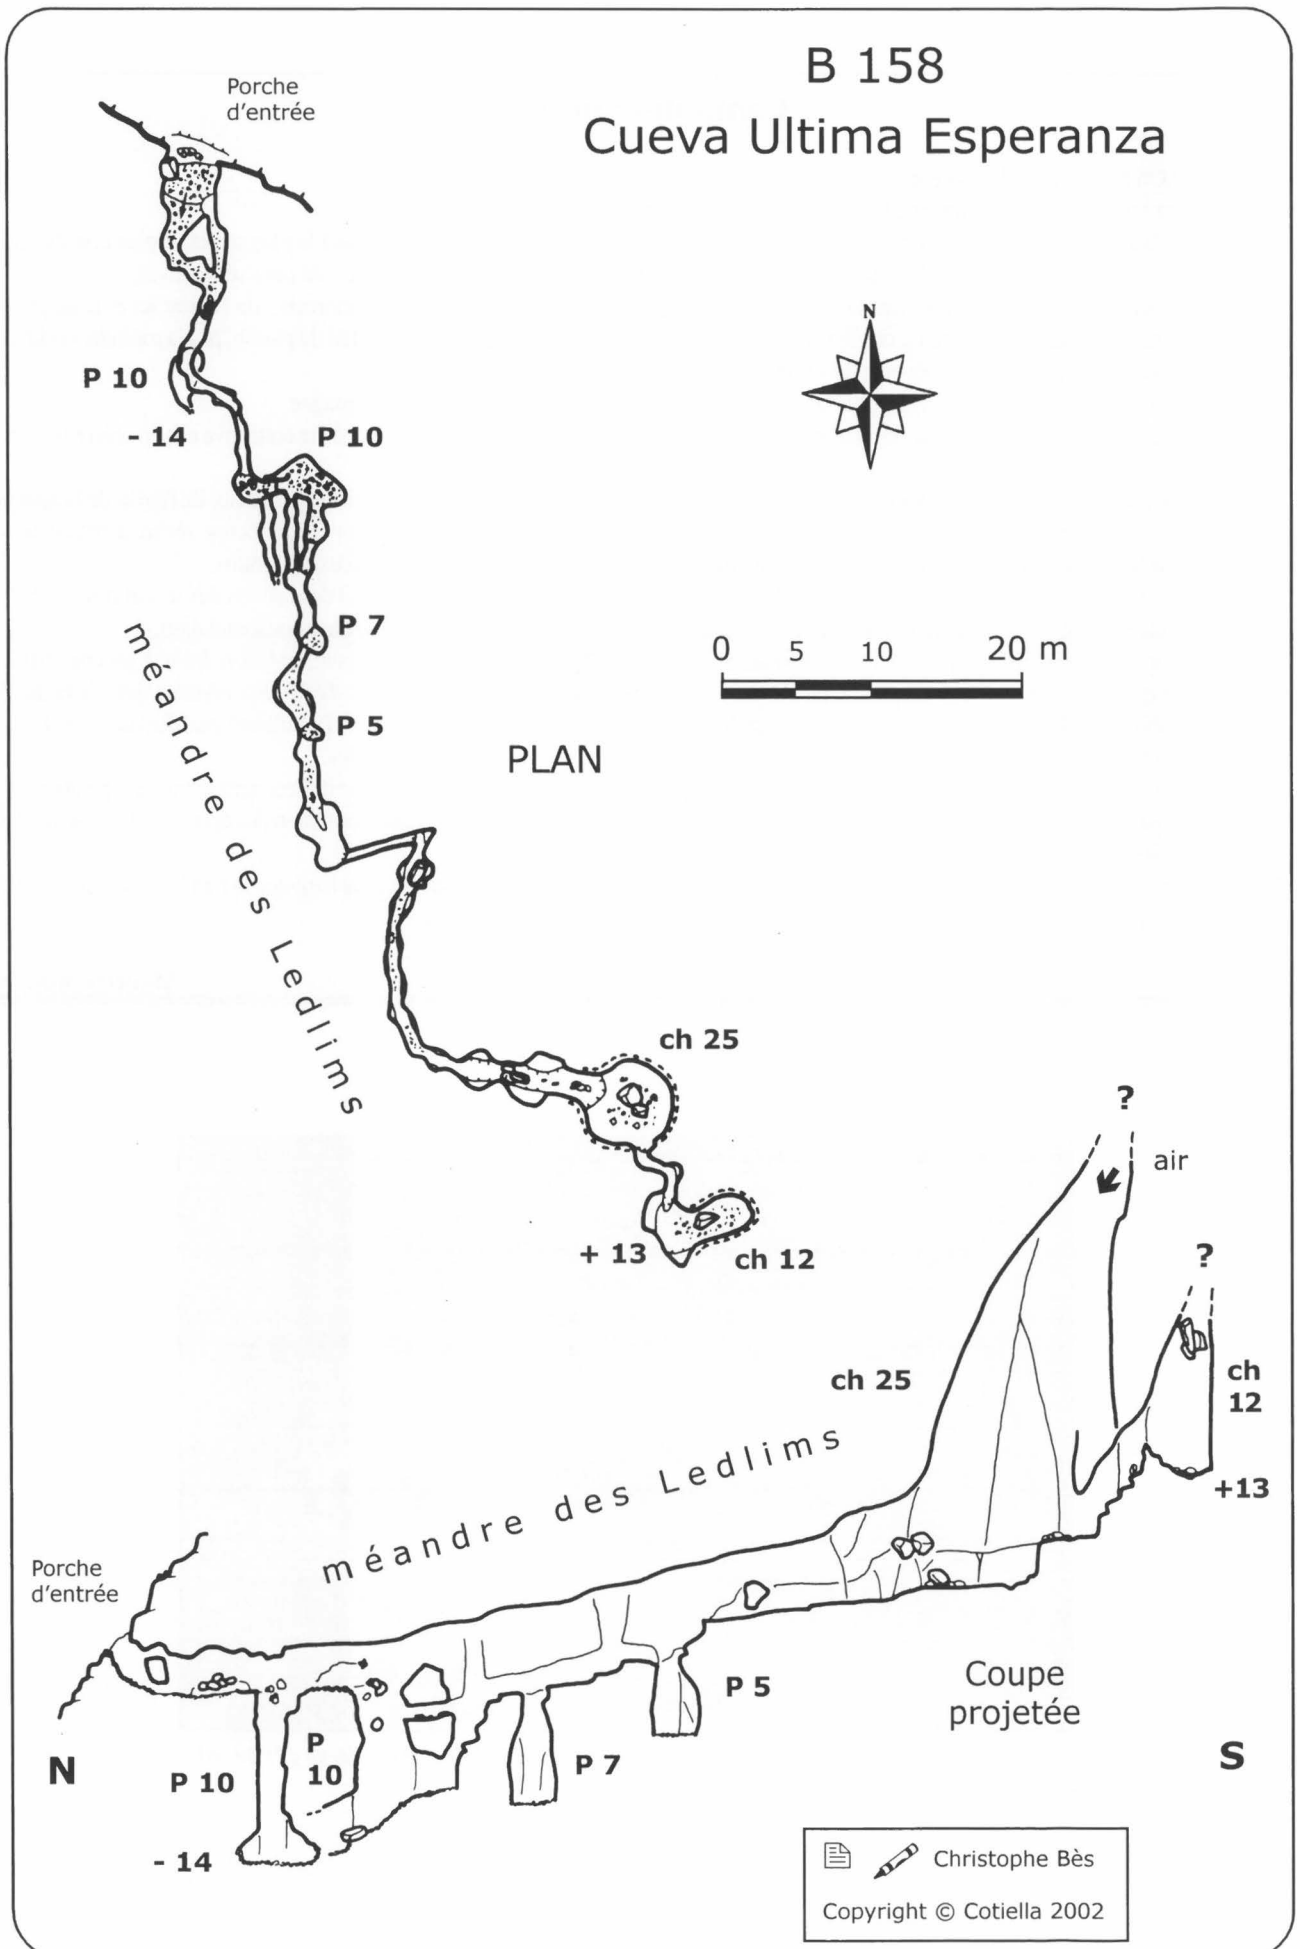 B 158
Cueva Ultima Esperanza
Porche
d'entrée
N
P 10
- 14
P 10
P 7
0 5 10 20 m
P 5
PLAN
méandre des Ledlims
ch 25
+ 13
ch 12
?
air
?
ch 25
ch
12
+13
méandre des Ledlims
Porche
d'entrée
P 5
Coupe
projetée
N
S
P 10
P
10
P 7
- 14
Christophe Bès
Copyright © Cotiella 2002